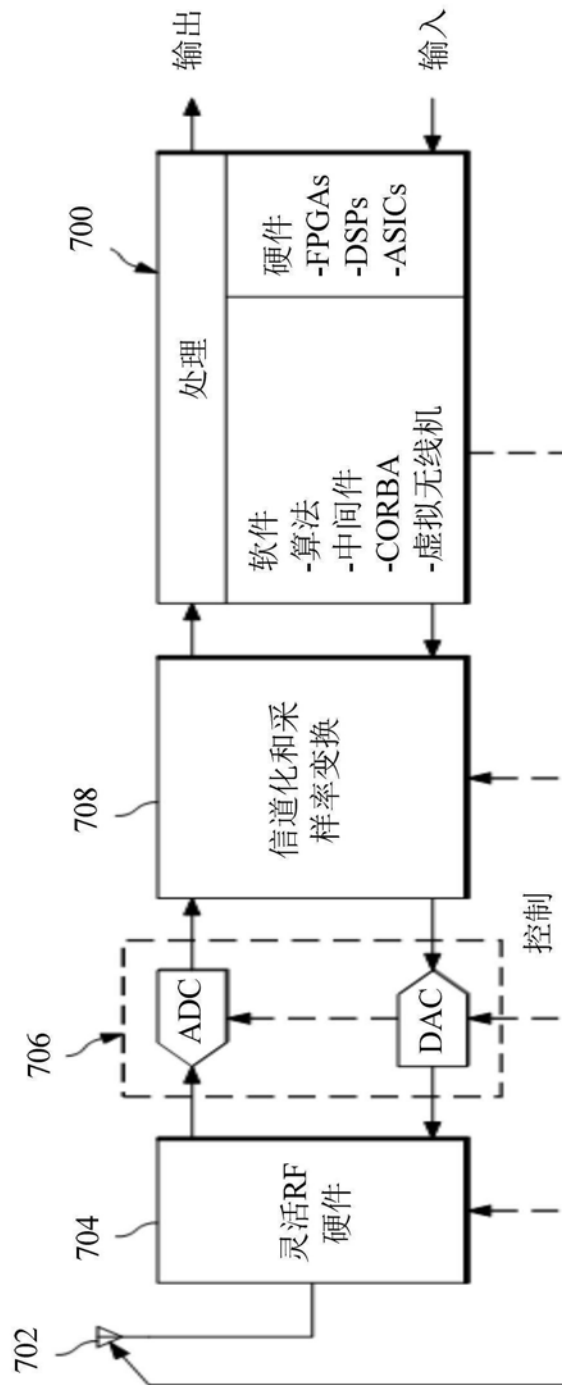 702
704
灵活RF
硬件
706
ADC
DAC
控制
708
信道化和采
样率变换
700
处理
软件
-算法
-中间件
-CORBA
-虚拟无线机
硬件
-FPGAs
-DSPs
-ASICs
输出
输入